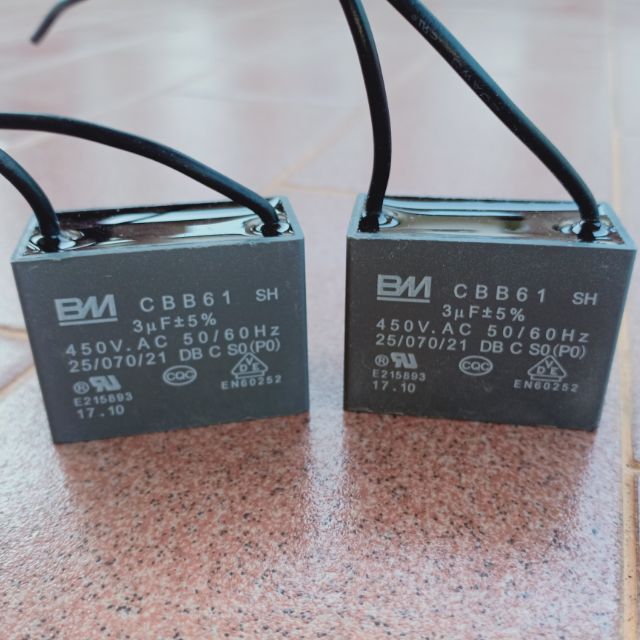 BM CBB61 SH
3µF±5%
450V.AC 50/60Hz
25/070/21 DB C S0(P0)
UL CQC
E215893 EN60252
17.10
BM CBB61 SH
3µF±5%
450V.AC 50/60Hz
25/070/21 DB C S0(P0)
UL CQC
E215893 EN60252
17.10